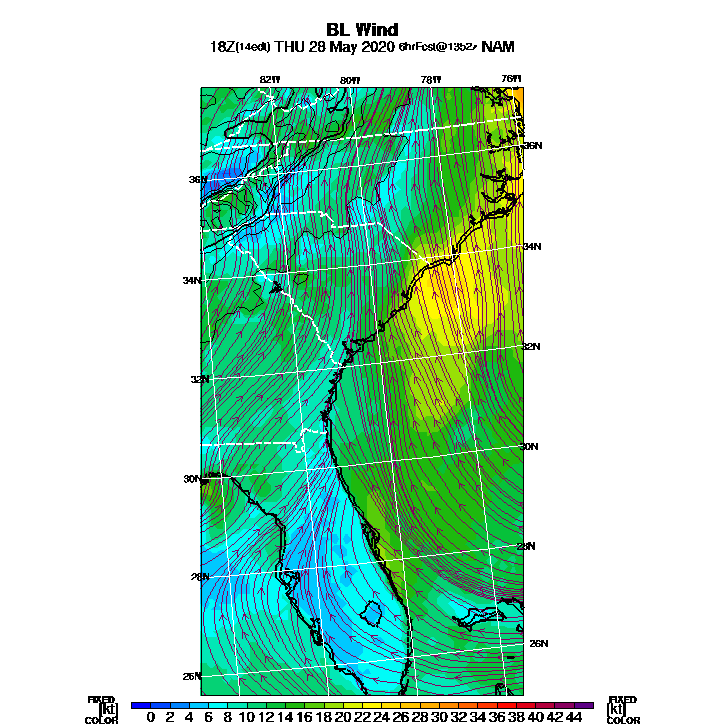 BL Wind
18Z(14edt) THU 28 May 2020 6hrFcst@1352z NAM
82W 80W 78W 76W
36N
36N
34N
34N
32N
32N
30N
30N
28N
28N
26N
26N
FIXED FIXED
[kt] 0 2 4 6 8 10 12 14 16 18 20 22 24 26 28 30 32 34 36 38 40 42 44 [kt]
COLOR COLOR